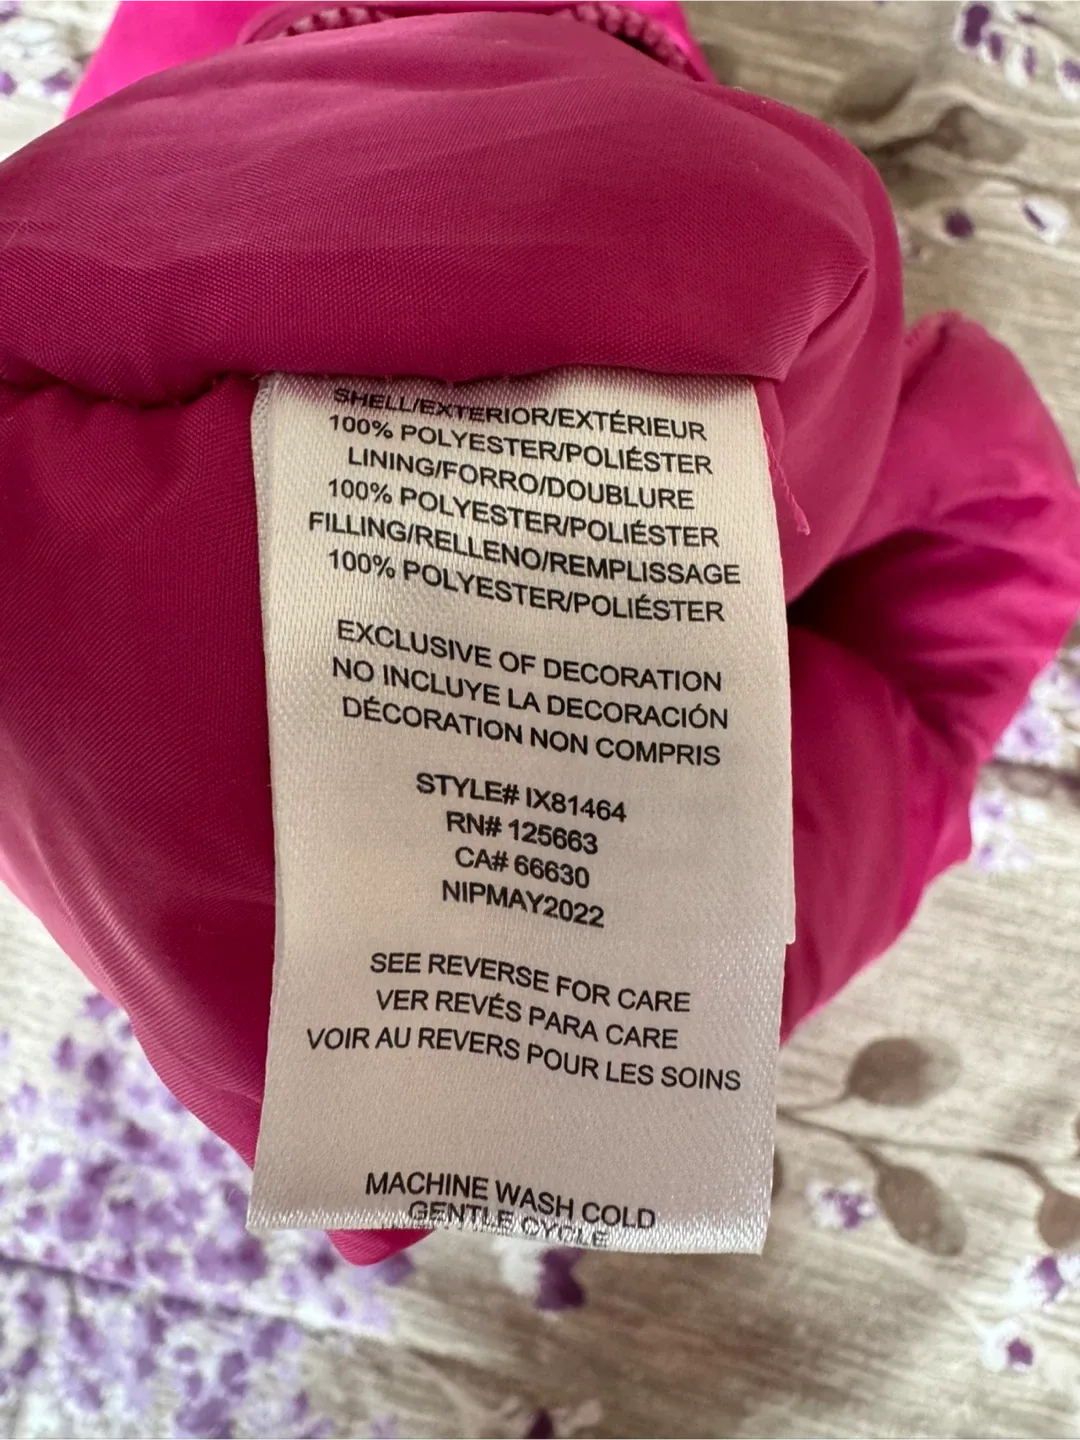 SHELL/EXTERIOR/EXTÉRIEUR
100% POLYESTER/POLIÉSTER
LINING/FORRO/DOUBLURE
100% POLYESTER/POLIÉSTER
FILLING/RELLENO/REMPLISSAGE
100% POLYESTER/POLIÉSTER
EXCLUSIVE OF DECORATION
NO INCLUYE LA DECORACIÓN
DÉCORATION NON COMPRIS
STYLE# IX81464
RN# 125663
CA# 66630
NIPMAY2022
SEE REVERSE FOR CARE
VER REVÉS PARA CARE
VOIR AU REVERS POUR LES SOINS
MACHINE WASH COLD
GENTLE CYCLE